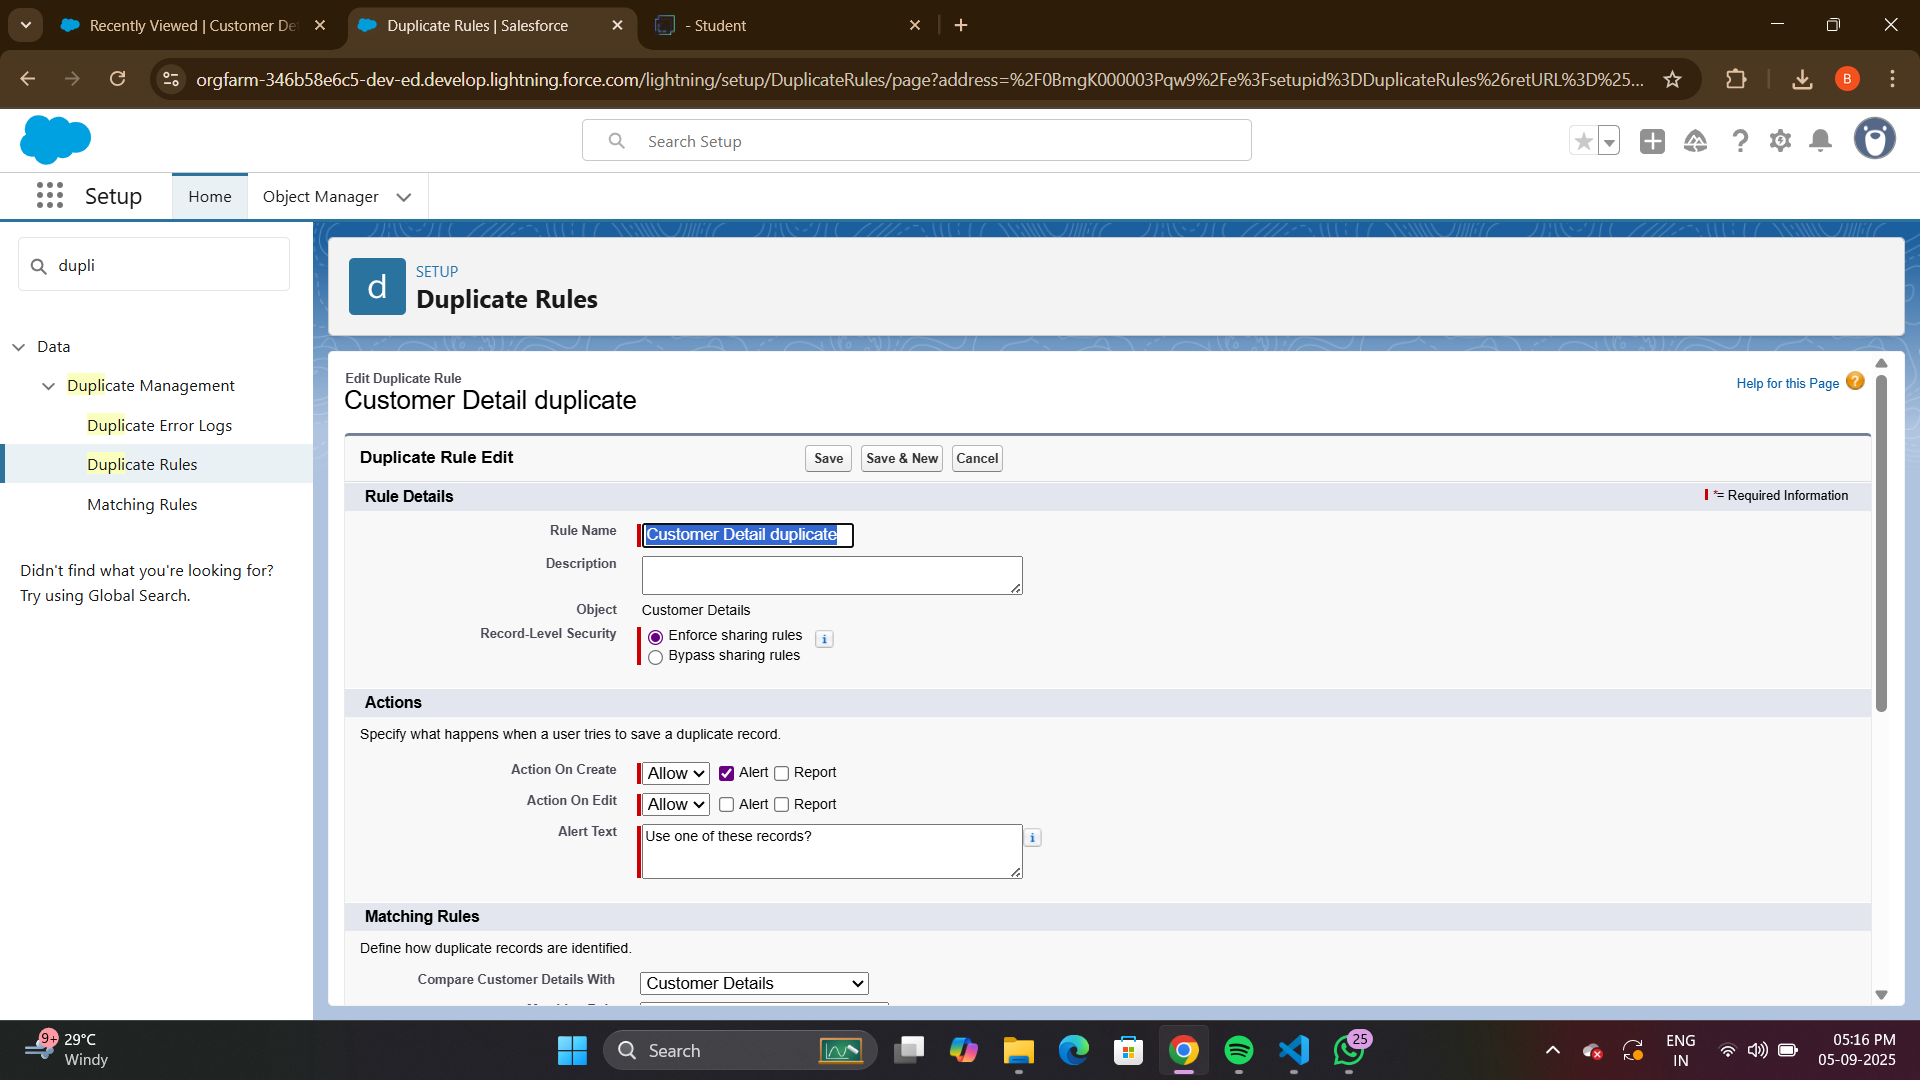 Recently Viewed | Customer De
Duplicate Rules | Salesforce
- Student
orgfarm-346b58e6c5-dev-ed.develop.lightning.force.com/lightning/setup/DuplicateRules/page?address=%2F0BmgK000003Pqw9%2Fe%3Fsetupid%3DDuplicateRules%26retURL%3D%25...
B
Search Setup
Setup
Home
Object Manager
dupli
Data
Duplicate Management
Duplicate Error Logs
Duplicate Rules
Matching Rules
Didn't find what you're looking for?
Try using Global Search.
d
SETUP
Duplicate Rules
Edit Duplicate Rule
Customer Detail duplicate
Help for this Page
Duplicate Rule Edit
Save
Save & New
Cancel
Rule Details
*= Required Information
Rule Name
Customer Detail duplicate
Description
Object
Customer Details
Record-Level Security
Enforce sharing rules
Bypass sharing rules
Actions
Specify what happens when a user tries to save a duplicate record.
Action On Create
Allow
Alert
Report
Action On Edit
Allow
Alert
Report
Alert Text
Use one of these records?
Matching Rules
Define how duplicate records are identified.
Compare Customer Details With
Customer Details
9+
29°C
Windy
Search
25
ENG
IN
05:16 PM
05-09-2025